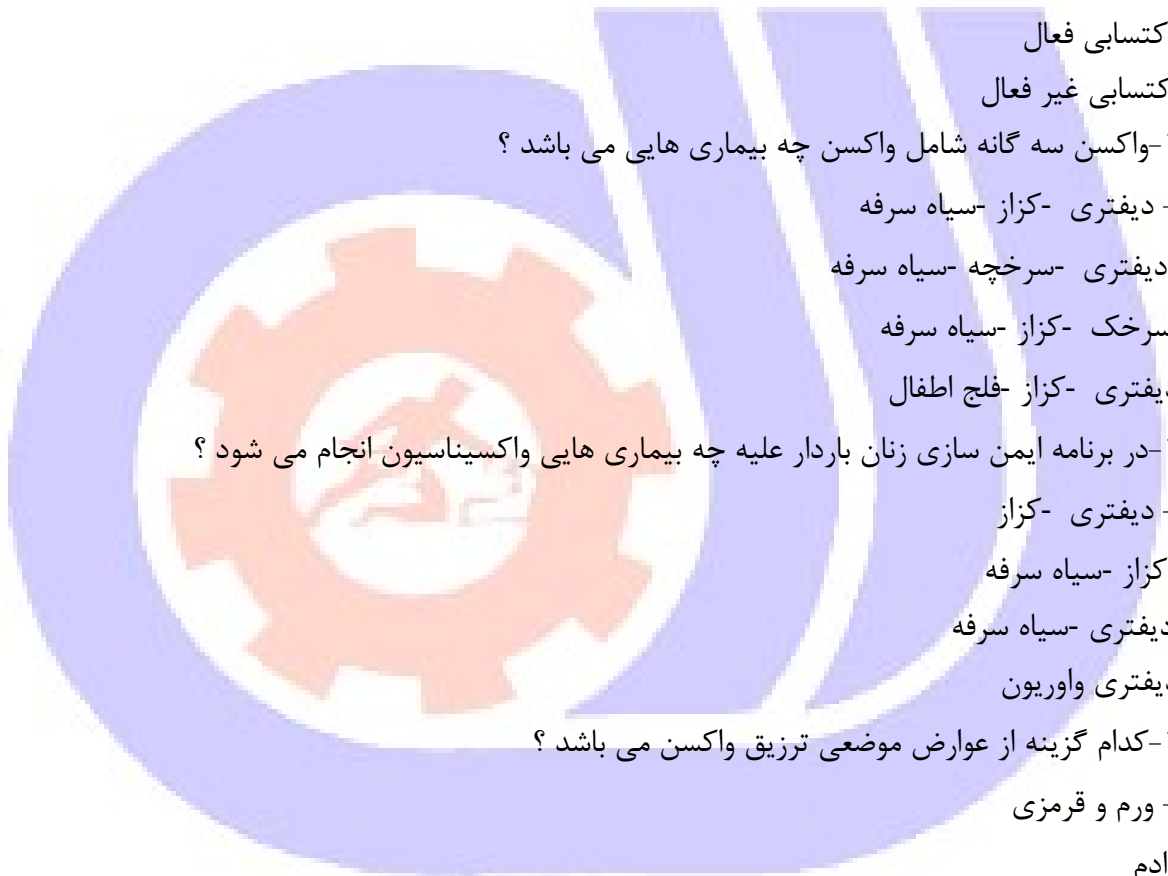 کتسابی فعال
کتسابی غیر فعال
-واکسن سه گانه شامل واکسن چه بیماری هایی می باشد ؟
- دیفتری -کزاز -سیاه سرفه
دیفتری -سرخچه -سیاه سرفه
سرخک -کزاز -سیاه سرفه
دیفتری -کزاز -فلج اطفال
-در برنامه ایمن سازی زنان باردار علیه چه بیماری هایی واکسیناسیون انجام می شود ؟
- دیفتری -کزاز
کزاز -سیاه سرفه
دیفتری -سیاه سرفه
دیفتری واوریون
-کدام گزینه از عوارض موضعی ترزیق واکسن می باشد ؟
- ورم و قرمزی
ادم